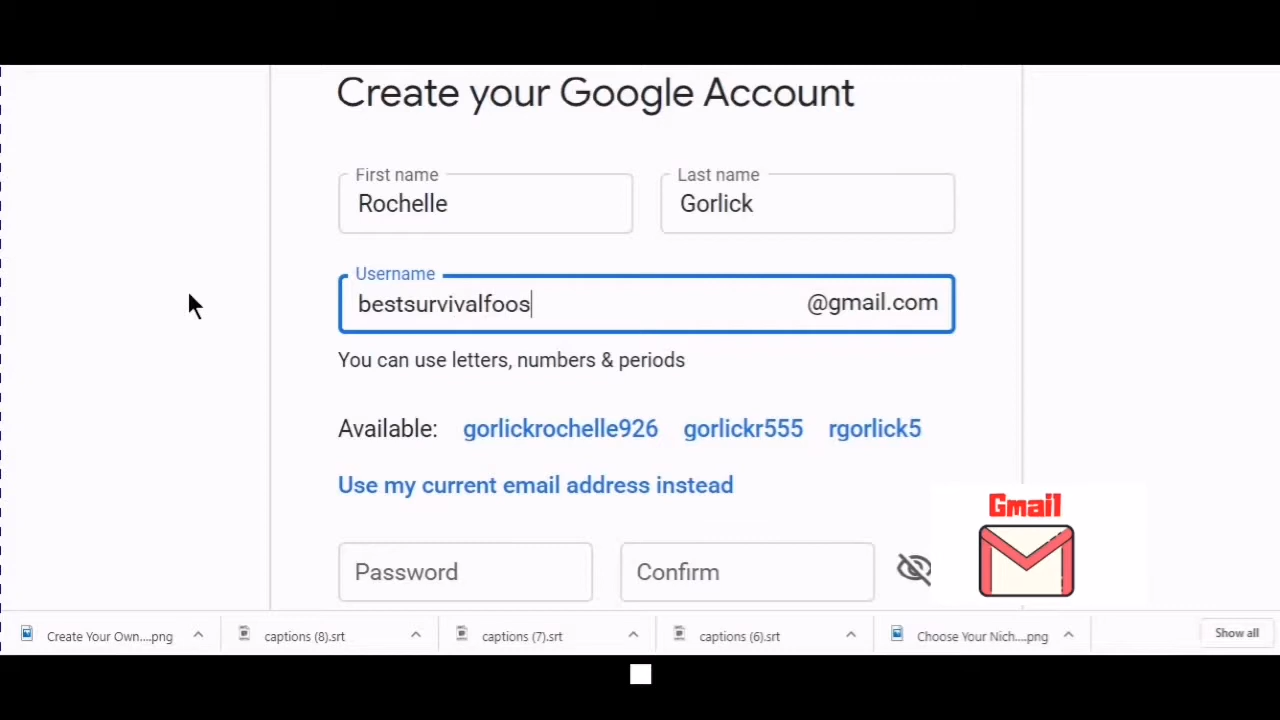 Create your Google Account
First name
Last name
Rochelle
Gorlick
Username
bestsurvivalfoos
@gmail.com
You can use letters, numbers & periods
Available: gorlickrochelle926 gorlickr555 rgorlick5
Use my current email address instead
Gmail
Password
Confirm
Create Your Own....png
captions (8).srt
captions (7).srt
captions (6).srt
Choose Your Nich....png
Show all